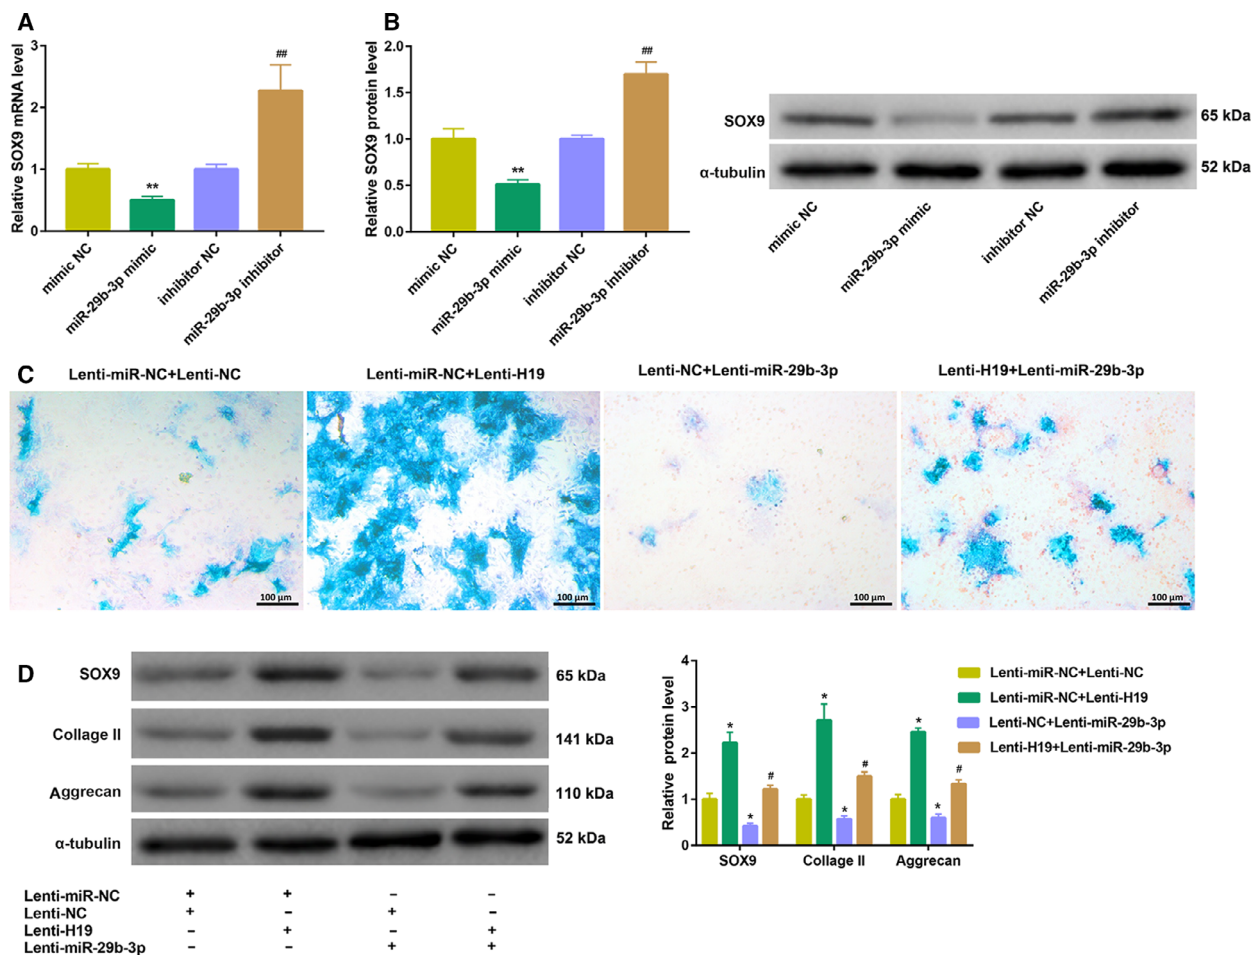 A
Relative SOX9 mRNA level
3
2
1
0
##
**
mimic NC
miR-29b-3p mimic
inhibitor NC
miR-29b-3p inhibitor
B
Relative SOX9 protein level
2.0
1.5
1.0
0.5
0.0
##
**
mimic NC
miR-29b-3p mimic
inhibitor NC
miR-29b-3p inhibitor
SOX9
65 kDa
α-tubulin
52 kDa
mimic NC
miR-29b-3p mimic
inhibitor NC
miR-29b-3p inhibitor
C
Lenti-miR-NC+Lenti-NC
Lenti-miR-NC+Lenti-H19
Lenti-NC+Lenti-miR-29b-3p
Lenti-H19+Lenti-miR-29b-3p
100 μm
100 μm
100 μm
100 μm
D
SOX9
65 kDa
Collage II
141 kDa
Aggrecan
110 kDa
α-tubulin
52 kDa
Lenti-miR-NC + + – –
Lenti-NC + – + –
Lenti-H19 – + – +
Lenti-miR-29b-3p – – + +
Relative protein level
4
3
2
1
0
* * #
* * #
* * #
SOX9
Collage II
Aggrecan
Lenti-miR-NC+Lenti-NC
Lenti-miR-NC+Lenti-H19
Lenti-NC+Lenti-miR-29b-3p
Lenti-H19+Lenti-miR-29b-3p